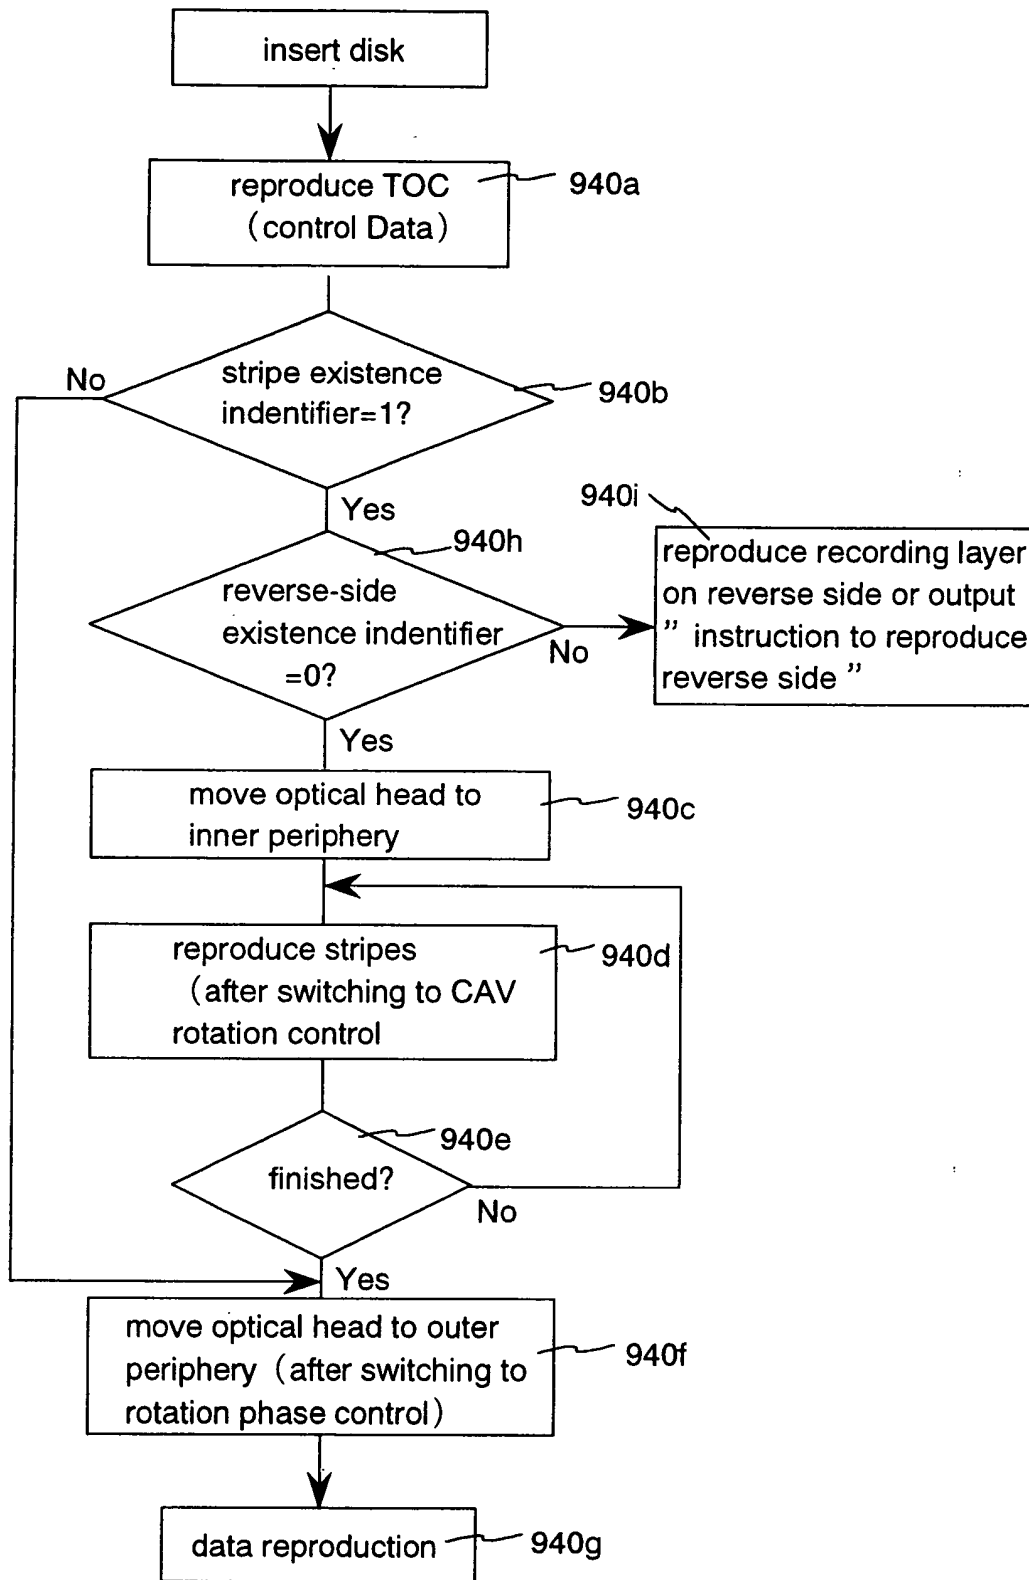 insert disk
reproduce TOC
(control Data)
940a
No
stripe existence
indentifier=1?
940b
Yes
940i
940h
reproduce recording layer
on reverse side or output
” instruction to reproduce
reverse side ”
reverse-side
existence indentifier
=0?
No
Yes
move optical head to
inner periphery
940c
reproduce stripes
(after switching to CAV
rotation control
940d
940e
finished?
No
Yes
move optical head to outer
periphery (after switching to
rotation phase control)
940f
data reproduction
940g